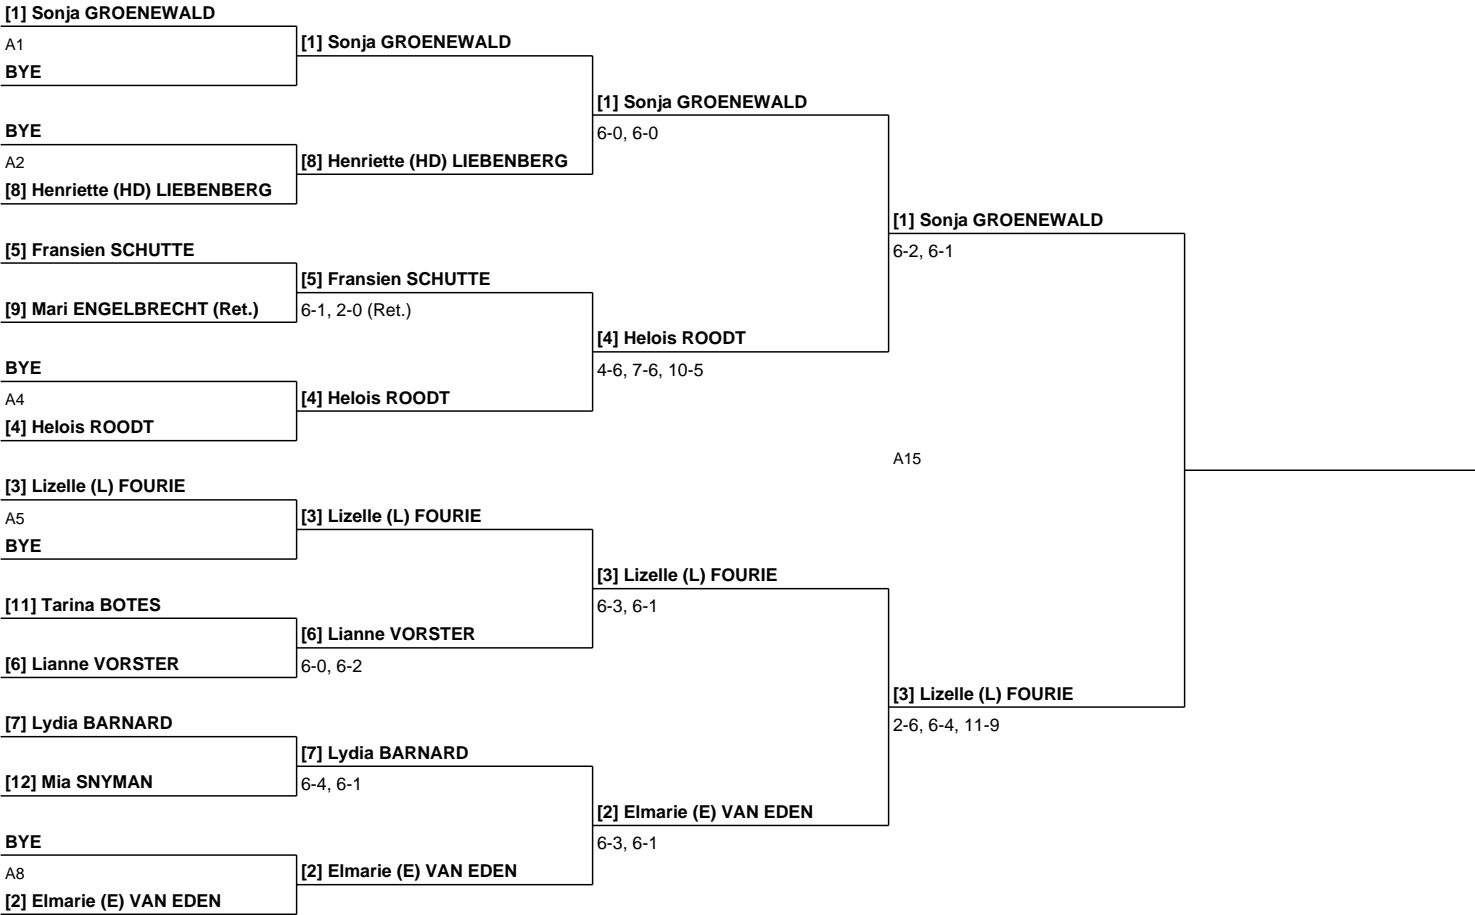 [1] Sonja GROENEWALD
A1
BYE
BYE
A2
[8] Henriette (HD) LIEBENBERG
[5] Fransien SCHUTTE
[9] Mari ENGELBRECHT (Ret.)
BYE
A4
[4] Helois ROODT
[3] Lizelle (L) FOURIE
A5
BYE
[11] Tarina BOTES
[6] Lianne VORSTER
[7] Lydia BARNARD
[12] Mia SNYMAN
BYE
A8
[2] Elmarie (E) VAN EDEN
[1] Sonja GROENEWALD
[8] Henriette (HD) LIEBENBERG
[5] Fransien SCHUTTE
6-1, 2-0 (Ret.)
[4] Helois ROODT
[3] Lizelle (L) FOURIE
[6] Lianne VORSTER
6-0, 6-2
[7] Lydia BARNARD
6-4, 6-1
[2] Elmarie (E) VAN EDEN
[1] Sonja GROENEWALD
6-0, 6-0
[4] Helois ROODT
4-6, 7-6, 10-5
[3] Lizelle (L) FOURIE
6-3, 6-1
[2] Elmarie (E) VAN EDEN
6-3, 6-1
[1] Sonja GROENEWALD
6-2, 6-1
A15
[3] Lizelle (L) FOURIE
2-6, 6-4, 11-9